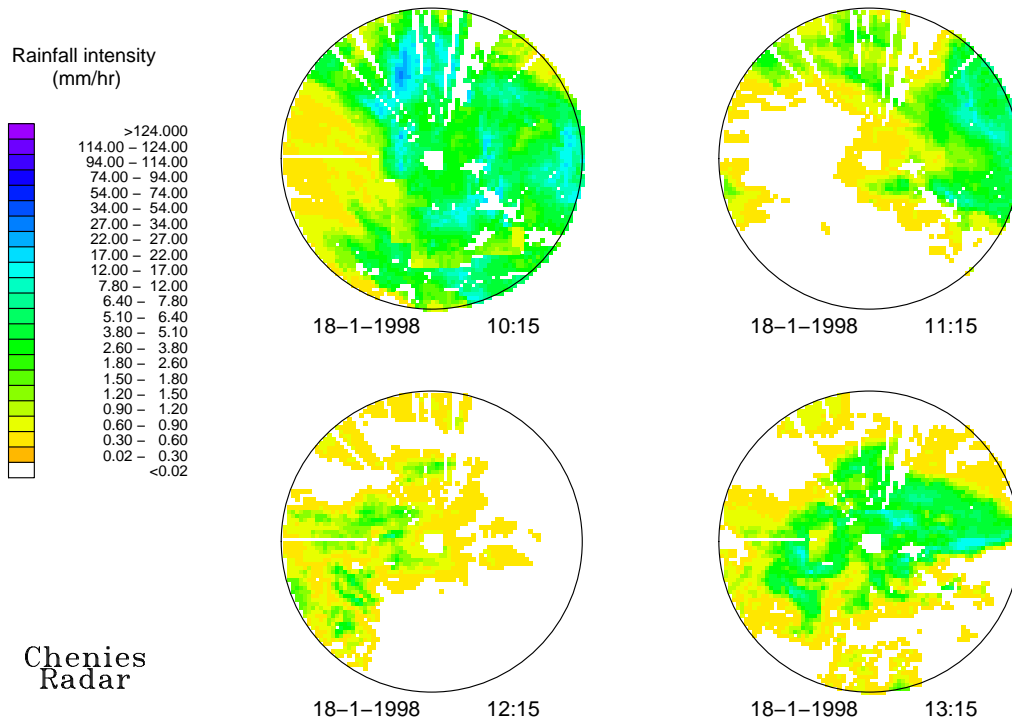 Rainfall intensity
(mm/hr)
>124.000
114.00 – 124.00
94.00 – 114.00
74.00 – 94.00
54.00 – 74.00
34.00 – 54.00
27.00 – 34.00
22.00 – 27.00
17.00 – 22.00
12.00 – 17.00
7.80 – 12.00
6.40 – 7.80
5.10 – 6.40
3.80 – 5.10
2.60 – 3.80
1.80 – 2.60
1.50 – 1.80
1.20 – 1.50
0.90 – 1.20
0.60 – 0.90
0.30 – 0.60
0.02 – 0.30
<0.02
18–1–1998 10:15
18–1–1998 11:15
18–1–1998 12:15
18–1–1998 13:15
Chenies
Radar